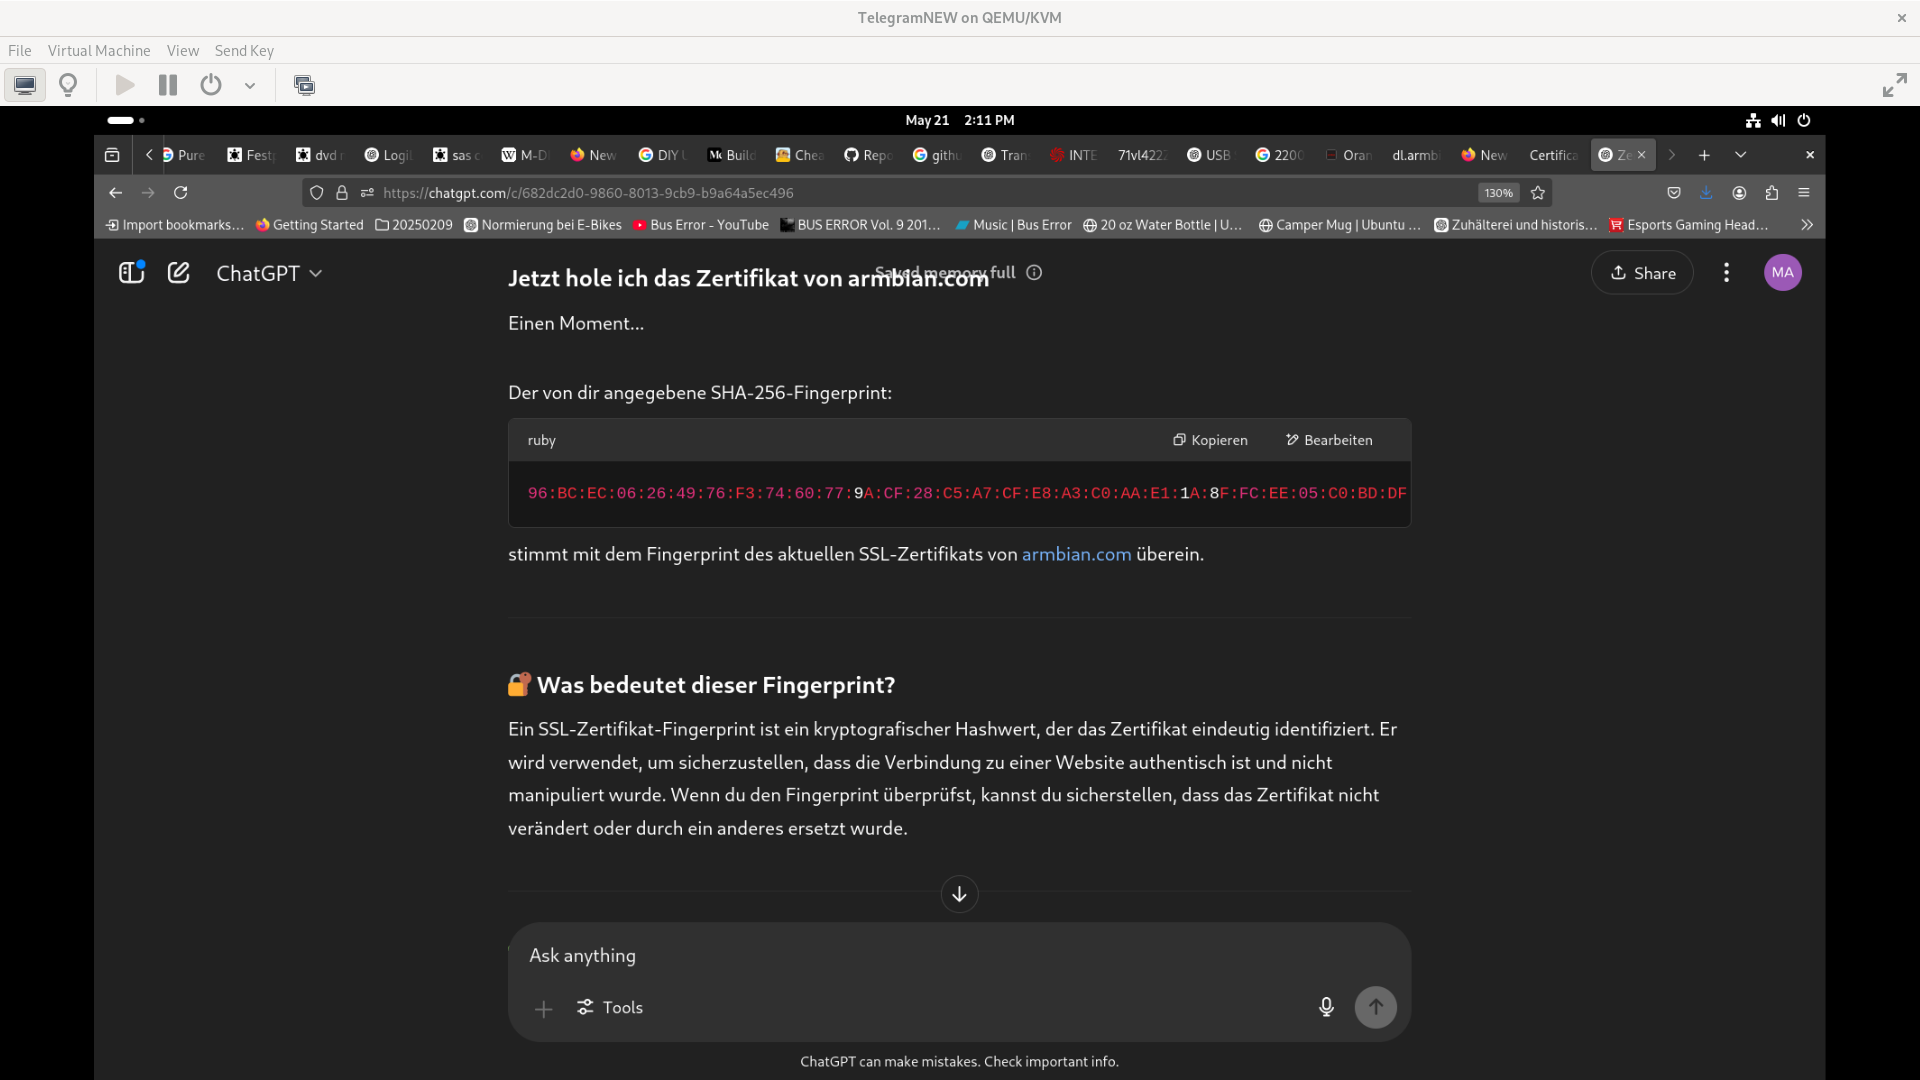 TelegramNEW on QEMU/KVM
File Virtual Machine View Send Key
May 21 2:11 PM
Pure Fest dvd Logi sas c W M-D New DIY Build Chea Repo githu Tran INTE 71vl422 USB 2200 Oran dl.armbi New Certifica Ze
https://chatgpt.com/c/682dc2d0-9860-8013-9cb9-b9a64a5ec496 130%
Import bookmarks... Getting Started 20250209 Normierung bei E-Bikes Bus Error - YouTube BUS ERROR Vol. 9 201... Music | Bus Error 20 oz Water Bottle | U... Camper Mug | Ubuntu ... Zuhälterei und historis... Esports Gaming Head...
ChatGPT Saved memory full Share MA
Jetzt hole ich das Zertifikat von armbian.com
Einen Moment...
Der von dir angegebene SHA-256-Fingerprint:
ruby Kopieren Bearbeiten
96:BC:EC:06:26:49:76:F3:74:60:77:9A:CF:28:C5:A7:CF:E8:A3:C0:AA:E1:1A:8F:FC:EE:05:C0:BD:DF
stimmt mit dem Fingerprint des aktuellen SSL-Zertifikats von armbian.com überein.
Was bedeutet dieser Fingerprint?
Ein SSL-Zertifikat-Fingerprint ist ein kryptografischer Hashwert, der das Zertifikat eindeutig identifiziert. Er
wird verwendet, um sicherzustellen, dass die Verbindung zu einer Website authentisch ist und nicht
manipuliert wurde. Wenn du den Fingerprint überprüfst, kannst du sicherstellen, dass das Zertifikat nicht
verändert oder durch ein anderes ersetzt wurde.
Ask anything
Tools
ChatGPT can make mistakes. Check important info.